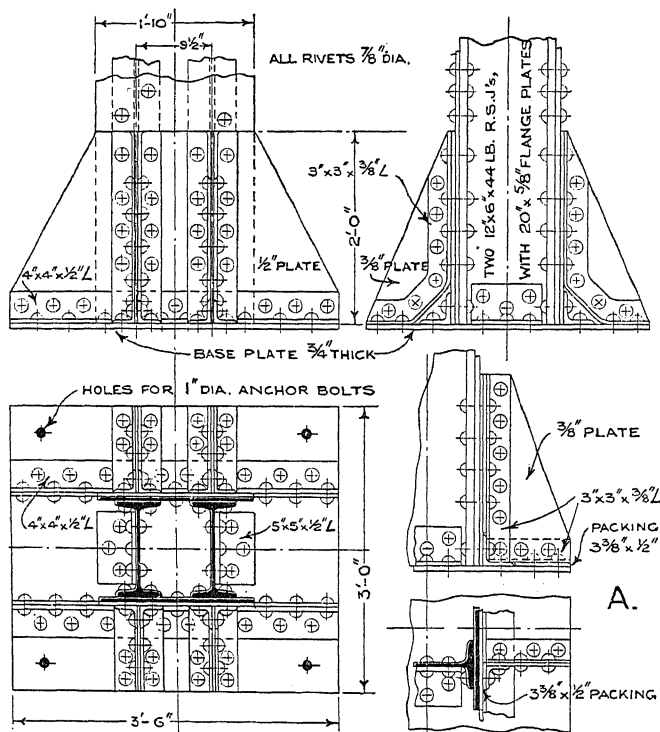 1'-10"
9½"
ALL RIVETS ⅞" DIA.
3"x3"x⅜"L
2'-0"
½" PLATE
4"x4"x½"L
⅜" PLATE
TWO 12"x6"x44 LB. R.S.J's,
WITH 20"x⅝" FLANGE PLATES
BASE PLATE ¾" THICK
HOLES FOR 1" DIA. ANCHOR BOLTS
4"x4"x½"L
5"x5"x½"L
3'-0"
3'-6"
⅜" PLATE
3"x3"x⅜L
PACKING
3⅜"x½"
A.
3⅜"x½" PACKING